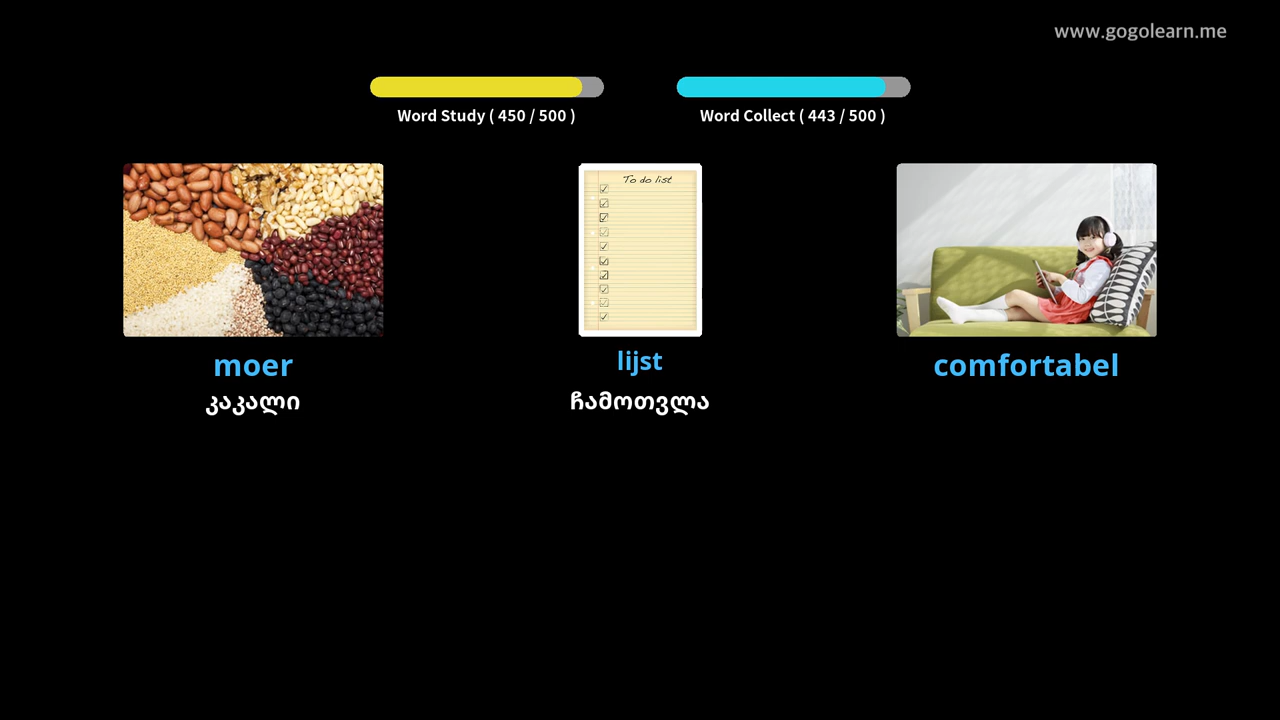 www.gogolearn.me
Word Study ( 450 / 500 )
Word Collect ( 443 / 500 )
To do list
moer
lijst
comfortabel
კაკალი
ჩამოთვლა